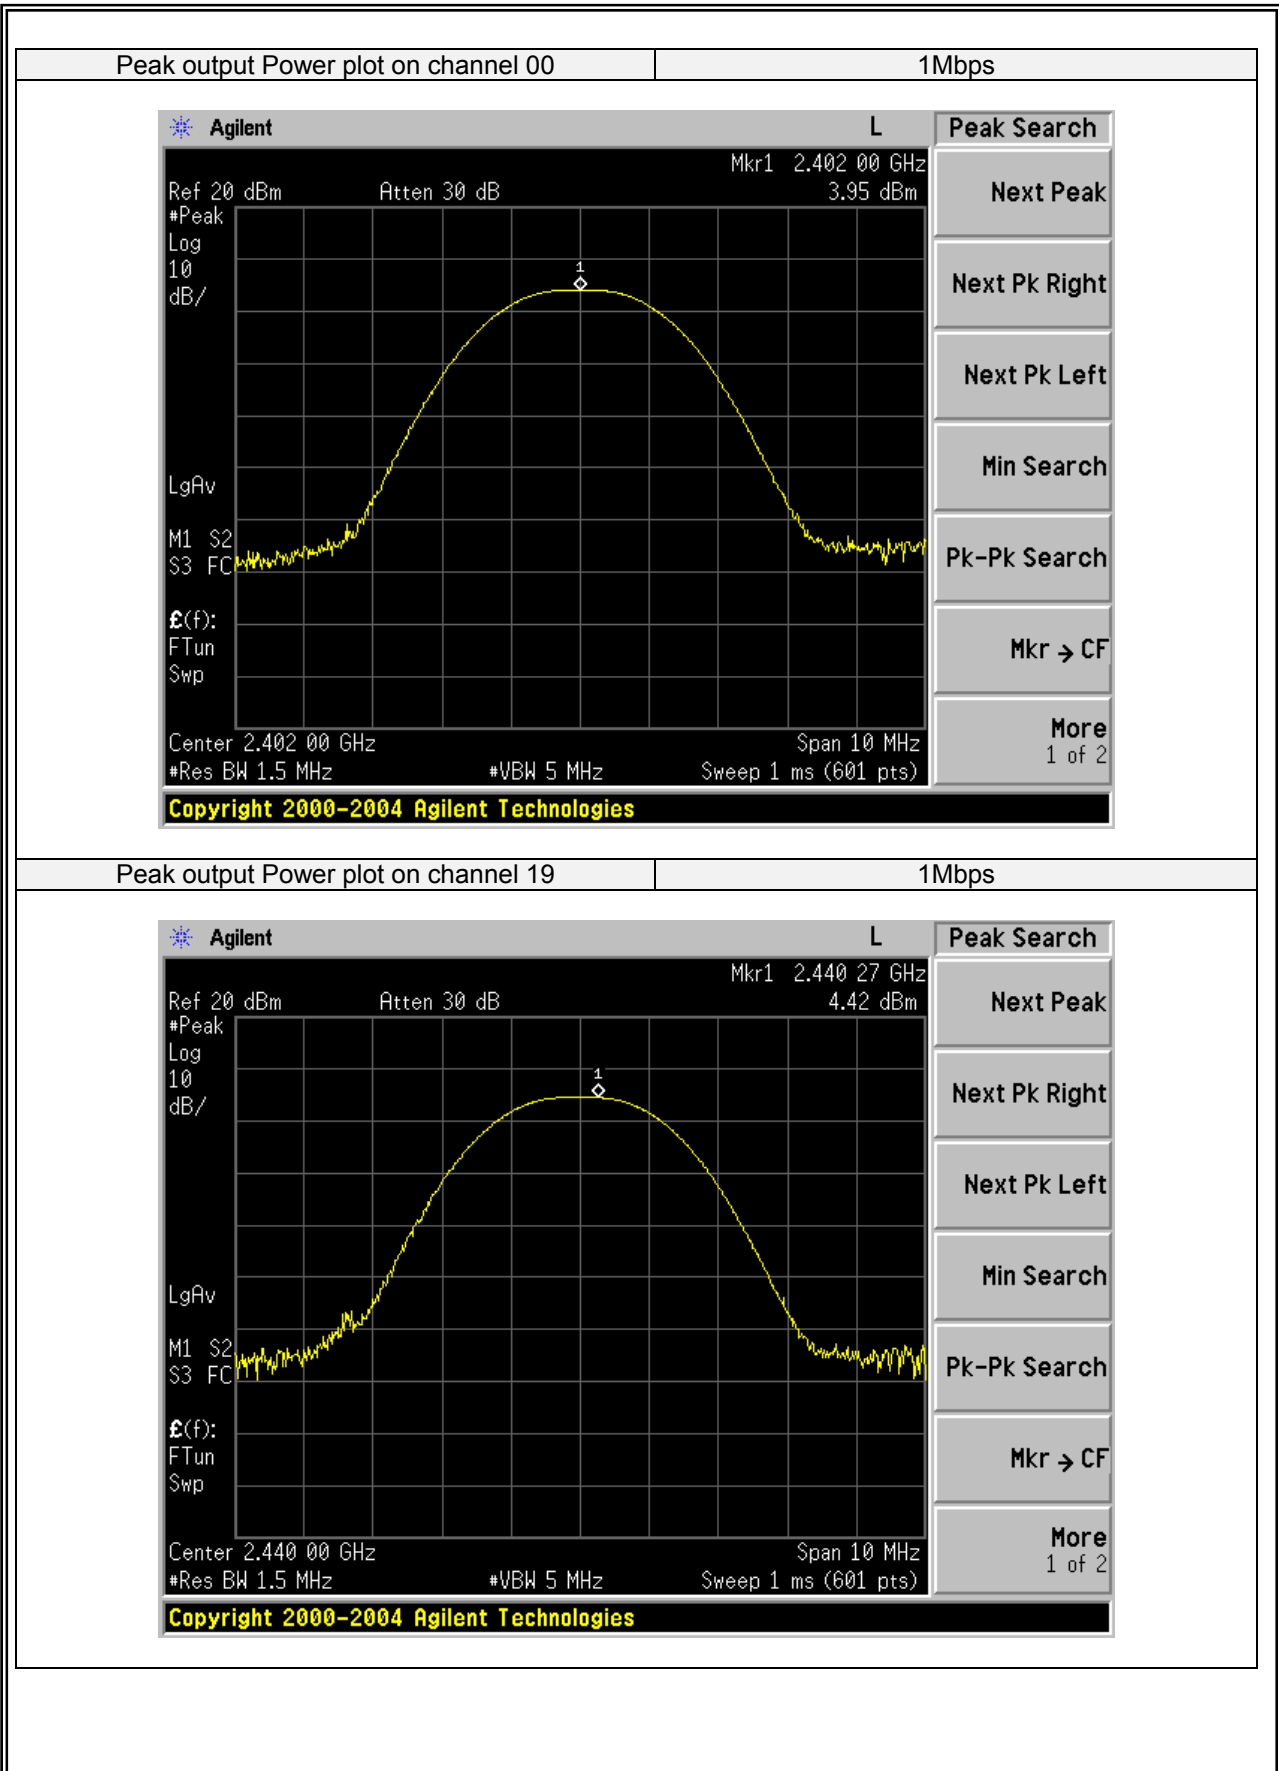 Peak output Power plot on channel 00 1Mbps
Agilent L Peak Search
Mkr1 2.402 00 GHz
Ref 20 dBm Atten 30 dB 3.95 dBm Next Peak
#Peak
Log
10 1
dB/ Next Pk Right
Next Pk Left
Min Search
LgAv
M1 S2
S3 FC Pk-Pk Search
£(f):
FTun Mkr → CF
Swp
More
Center 2.402 00 GHz Span 10 MHz 1 of 2
#Res BW 1.5 MHz #VBW 5 MHz Sweep 1 ms (601 pts)
Copyright 2000-2004 Agilent Technologies
Peak output Power plot on channel 19 1Mbps
Agilent L Peak Search
Mkr1 2.440 27 GHz
Ref 20 dBm Atten 30 dB 4.42 dBm Next Peak
#Peak
Log
10 1
dB/ Next Pk Right
Next Pk Left
Min Search
LgAv
M1 S2
S3 FC Pk-Pk Search
£(f):
FTun Mkr → CF
Swp
More
Center 2.440 00 GHz Span 10 MHz 1 of 2
#Res BW 1.5 MHz #VBW 5 MHz Sweep 1 ms (601 pts)
Copyright 2000-2004 Agilent Technologies